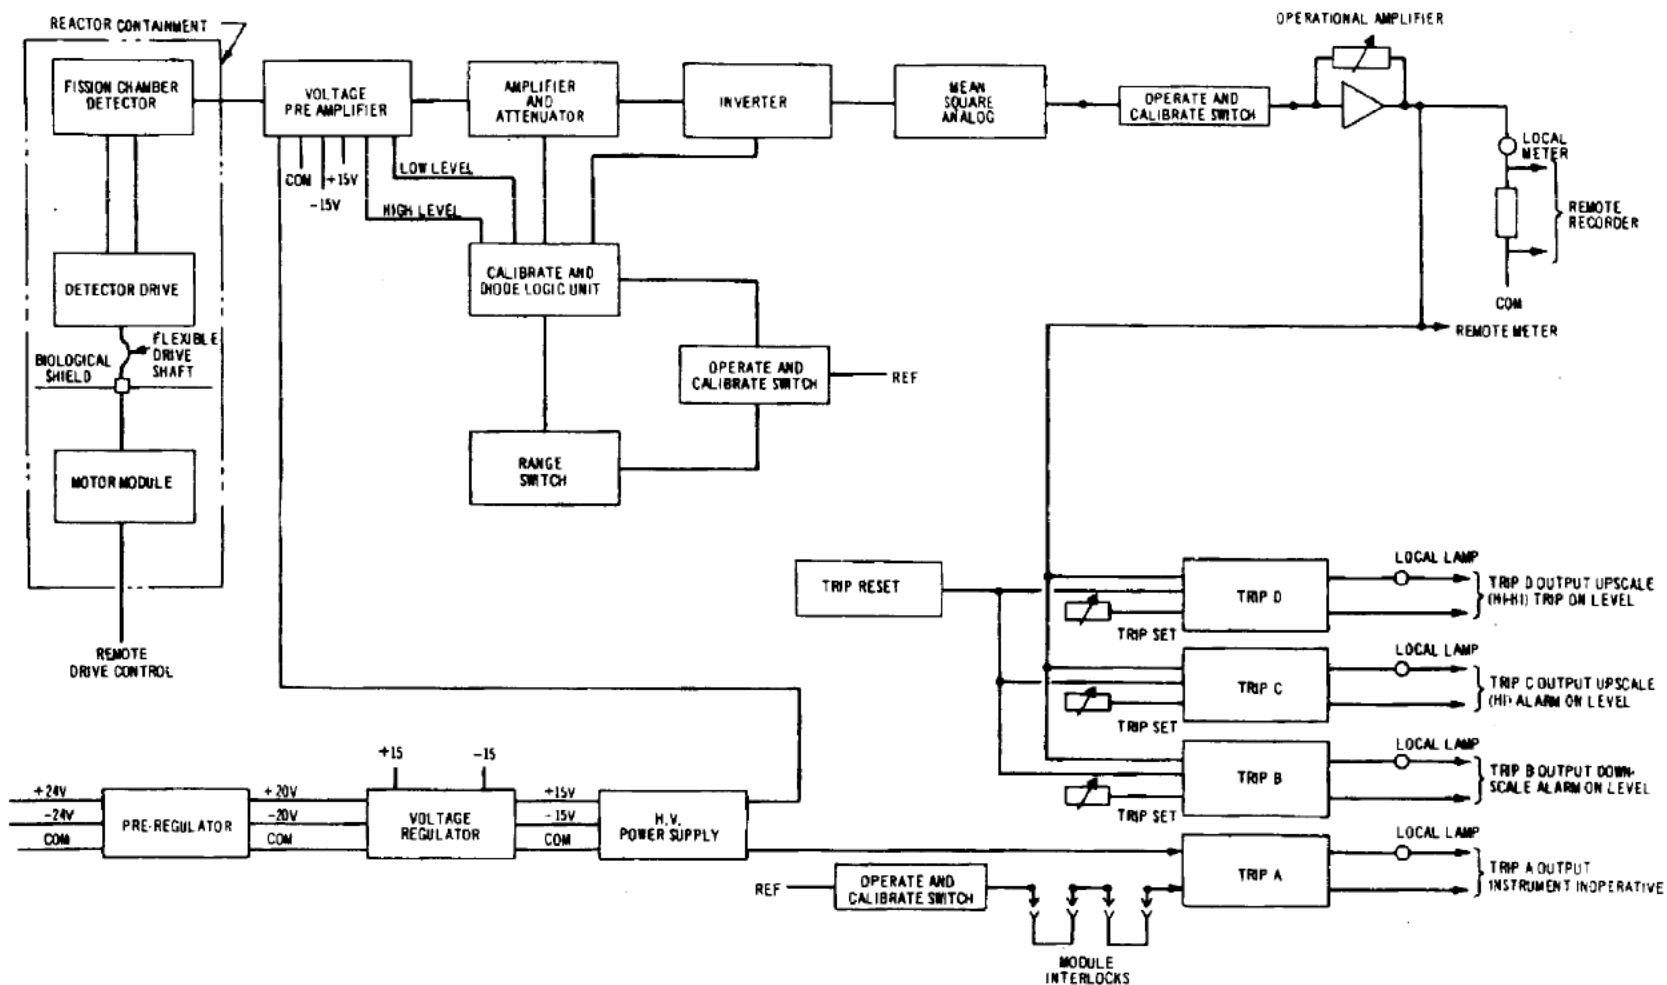 REACTOR CONTAINMENT
OPERATIONAL AMPLIFIER
FISSION CHAMBER
DETECTOR
VOLTAGE
PRE AMPLIFIER
AMPLIFIER
AND
ATTENUATOR
INVERTER
MEAN
SQUARE
ANALOG
OPERATE AND
CALIBRATE SWITCH
LOCAL
METER
COM
+15V
-15V
LOW LEVEL
HIGH LEVEL
REMOTE
RECORDER
COM
REMOTE METER
DETECTOR DRIVE
CALIBRATE AND
DIODE LOGIC UNIT
FLEXIBLE
DRIVE
SHAFT
BIOLOGICAL
SHIELD
OPERATE AND
CALIBRATE SWITCH
REF
MOTOR MODULE
RANGE
SWITCH
REMOTE
DRIVE CONTROL
TRIP RESET
TRIP D
TRIP SET
LOCAL LAMP
TRIP D OUTPUT UPSCALE
(HI-HI) TRIP ON LEVEL
TRIP C
TRIP SET
LOCAL LAMP
TRIP C OUTPUT UPSCALE
(HI) ALARM ON LEVEL
TRIP B
TRIP SET
LOCAL LAMP
TRIP B OUTPUT DOWN-
SCALE ALARM ON LEVEL
+24V
-24V
COM
PRE-REGULATOR
+20V
-20V
COM
+15
-15
VOLTAGE
REGULATOR
+15V
-15V
COM
H.V.
POWER SUPPLY
TRIP A
LOCAL LAMP
TRIP A OUTPUT
INSTRUMENT INOPERATIVE
REF
OPERATE AND
CALIBRATE SWITCH
MODULE
INTERLOCKS